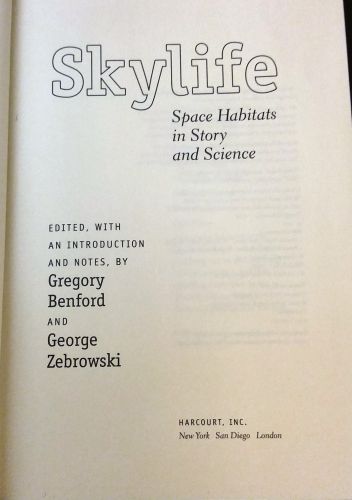 Skylife
Space Habitats
in Story
and Science
EDITED, WITH
AN INTRODUCTION
AND NOTES, BY
Gregory
Benford
AND
George
Zebrowski
HARCOURT, INC.
New York San Diego London